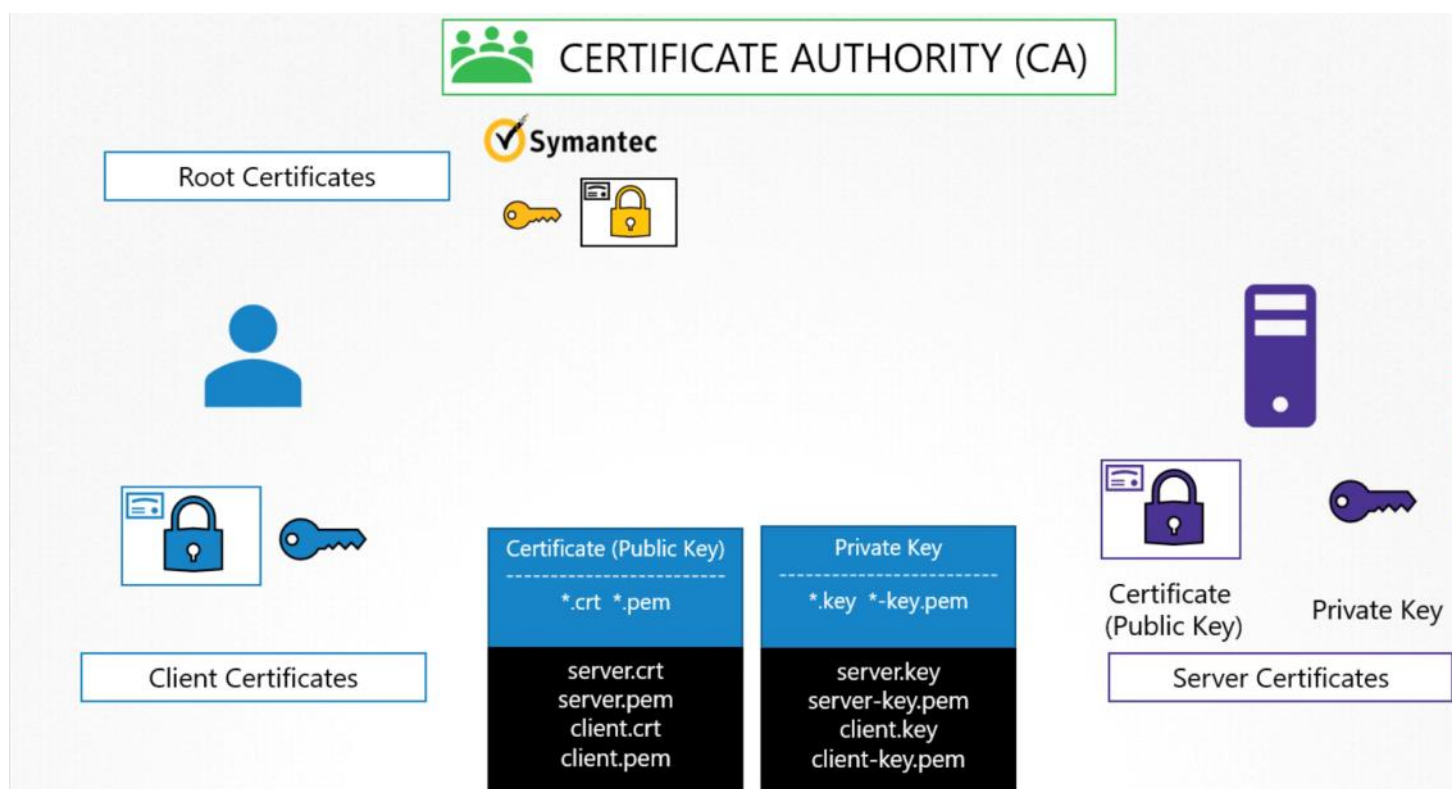 CERTIFICATE AUTHORITY (CA)
Symantec
Root Certificates
Certificate (Public Key)
-------------------------
*.crt *.pem
server.crt
server.pem
client.crt
client.pem
Private Key
-------------------------
*.key *-key.pem
server.key
server-key.pem
client.key
client-key.pem
Certificate
(Public Key)
Private Key
Client Certificates
Server Certificates